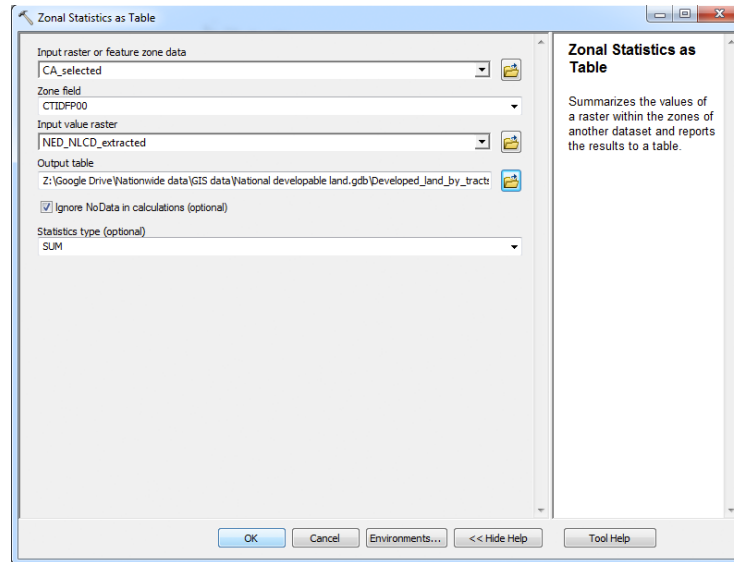 Zonal Statistics as Table
Input raster or feature zone data
CA_selected
Zone field
CTIDFP00
Input value raster
NED_NLCD_extracted
Output table
Z:\Google Drive\Nationwide data\GIS data\National developable land.gdb\Developed_land_by_tracts
Ignore NoData in calculations (optional)
Statistics type (optional)
SUM
Zonal Statistics as
Table
Summarizes the values of
a raster within the zones of
another dataset and reports
the results to a table.
OK
Cancel
Environments...
<< Hide Help
Tool Help